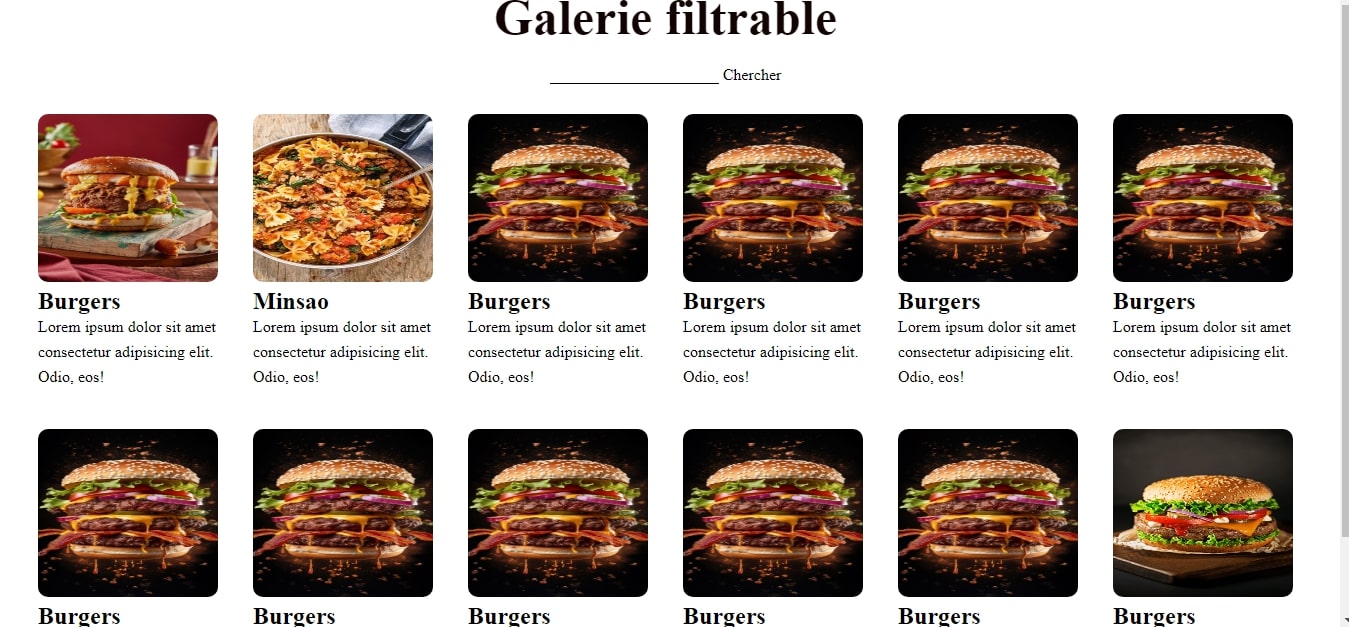 Galerie filtrable
Chercher
Burgers Minsao Burgers Burgers Burgers Burgers
Lorem ipsum dolor sit amet Lorem ipsum dolor sit amet Lorem ipsum dolor sit amet Lorem ipsum dolor sit amet Lorem ipsum dolor sit amet Lorem ipsum dolor sit amet
consectetur adipisicing elit. consectetur adipisicing elit. consectetur adipisicing elit. consectetur adipisicing elit. consectetur adipisicing elit. consectetur adipisicing elit.
Odio, eos! Odio, eos! Odio, eos! Odio, eos! Odio, eos! Odio, eos!
Burgers Burgers Burgers Burgers Burgers Burgers